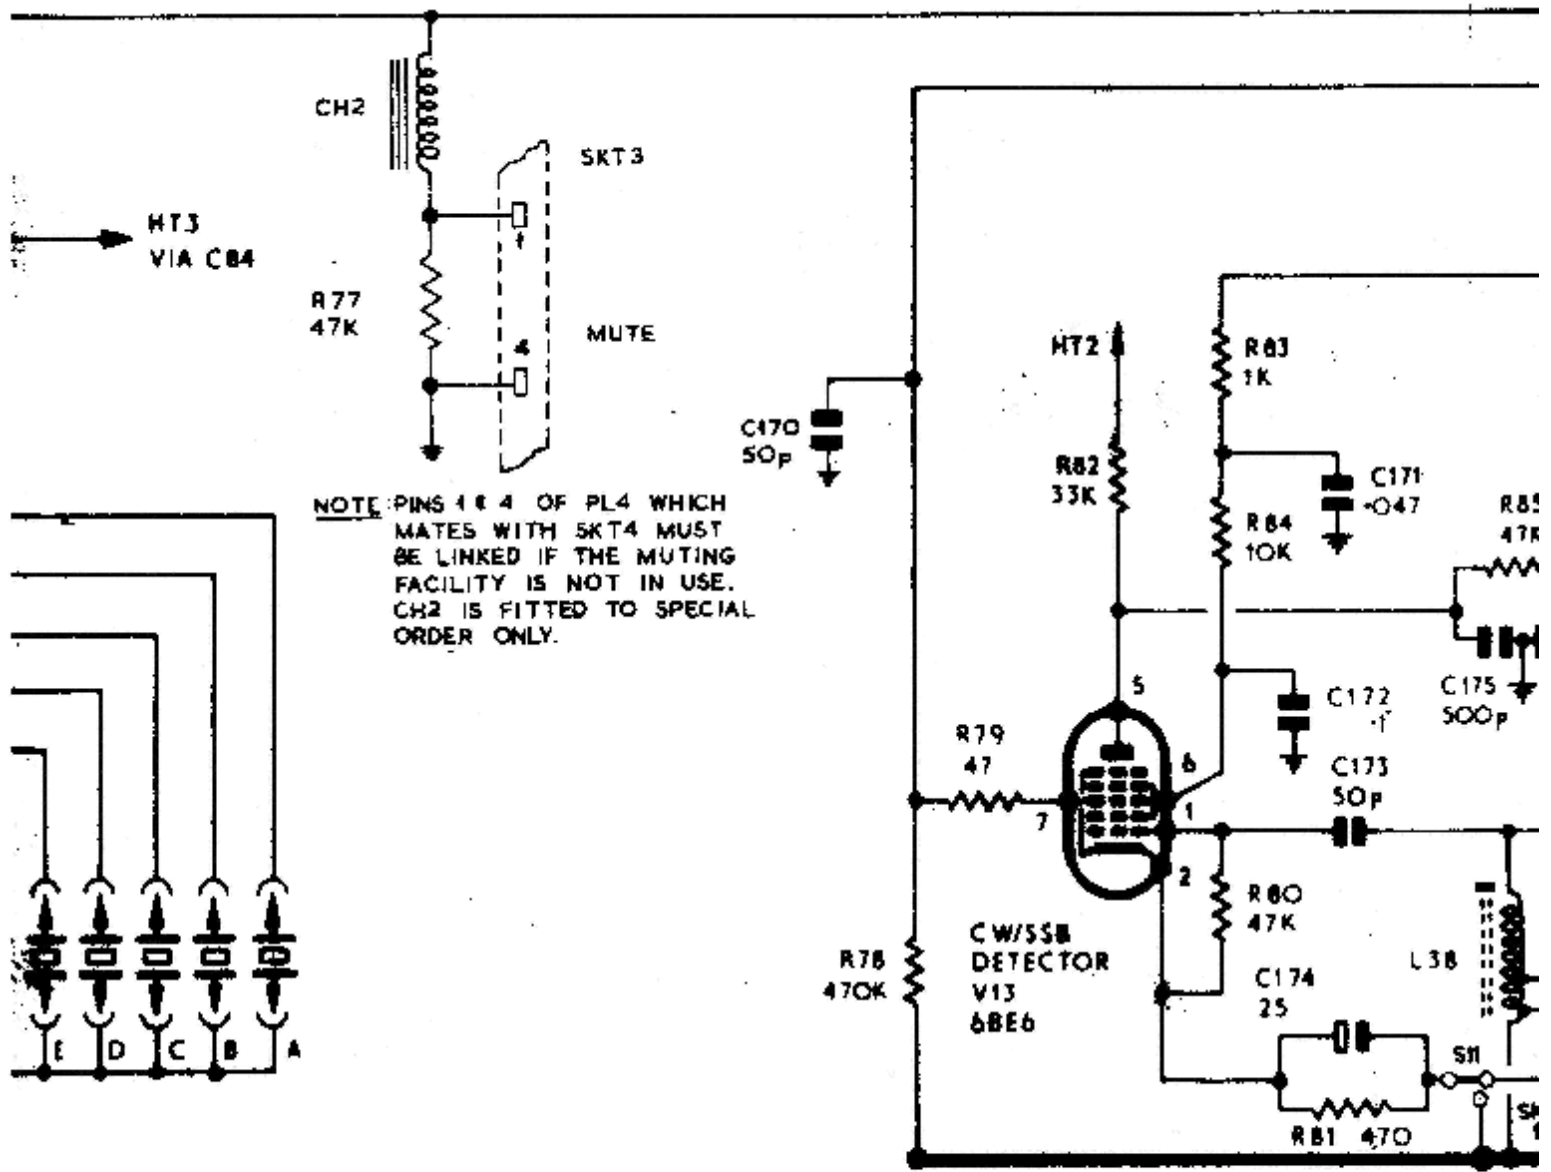 CH2
SKT3
1
HT3
VIA C84
R77
47K
MUTE
4
NOTE: PINS 1 & 4 OF PL4 WHICH
MATES WITH SKT4 MUST
BE LINKED IF THE MUTING
FACILITY IS NOT IN USE.
CH2 IS FITTED TO SPECIAL
ORDER ONLY.
C170
50p
HT2
R83
1K
R82
33K
C171
·047
R84
10K
R85
47K
5
C172
·1
C175
500p
R79
47
6
C173
50p
7
1
2
R80
47K
CW/SSB
DETECTOR
V13
6BE6
R78
470K
L38
C174
25
S11
R81 470
E D C B A